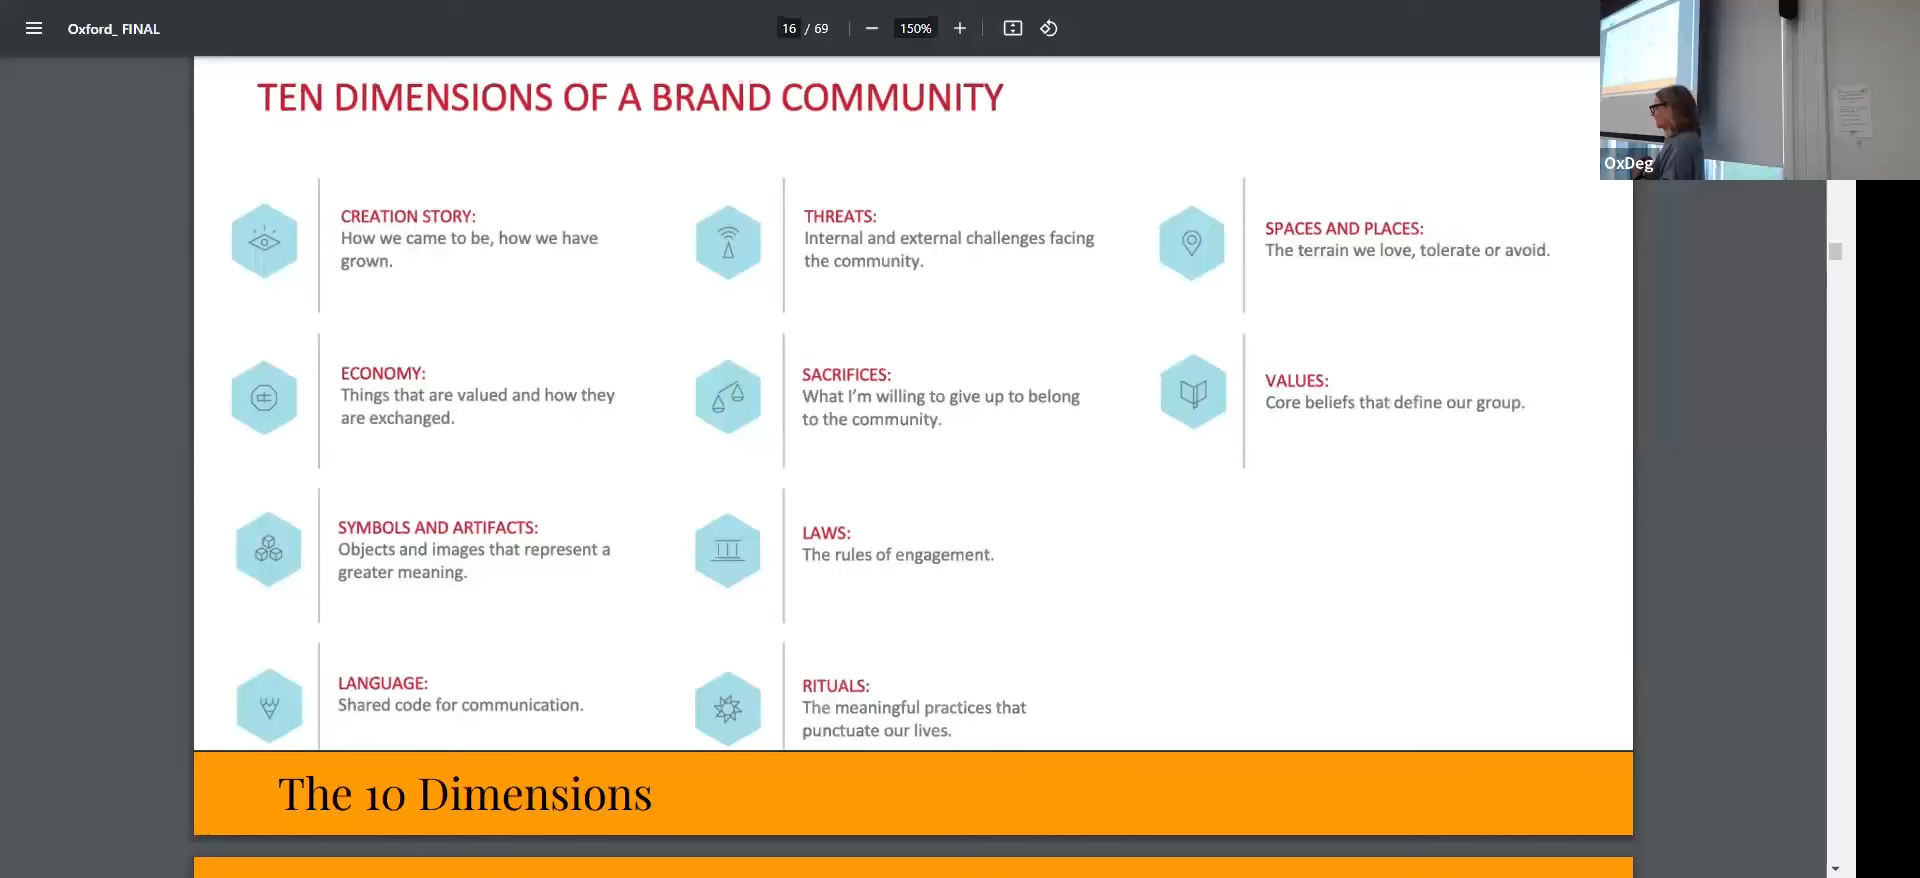 Oxford_ FINAL
16 / 69
150%
OxDeg
TEN DIMENSIONS OF A BRAND COMMUNITY
CREATION STORY:
How we came to be, how we have
grown.
ECONOMY:
Things that are valued and how they
are exchanged.
SYMBOLS AND ARTIFACTS:
Objects and images that represent a
greater meaning.
LANGUAGE:
Shared code for communication.
THREATS:
Internal and external challenges facing
the community.
SACRIFICES:
What I'm willing to give up to belong
to the community.
LAWS:
The rules of engagement.
RITUALS:
The meaningful practices that
punctuate our lives.
SPACES AND PLACES:
The terrain we love, tolerate or avoid.
VALUES:
Core beliefs that define our group.
The 10 Dimensions